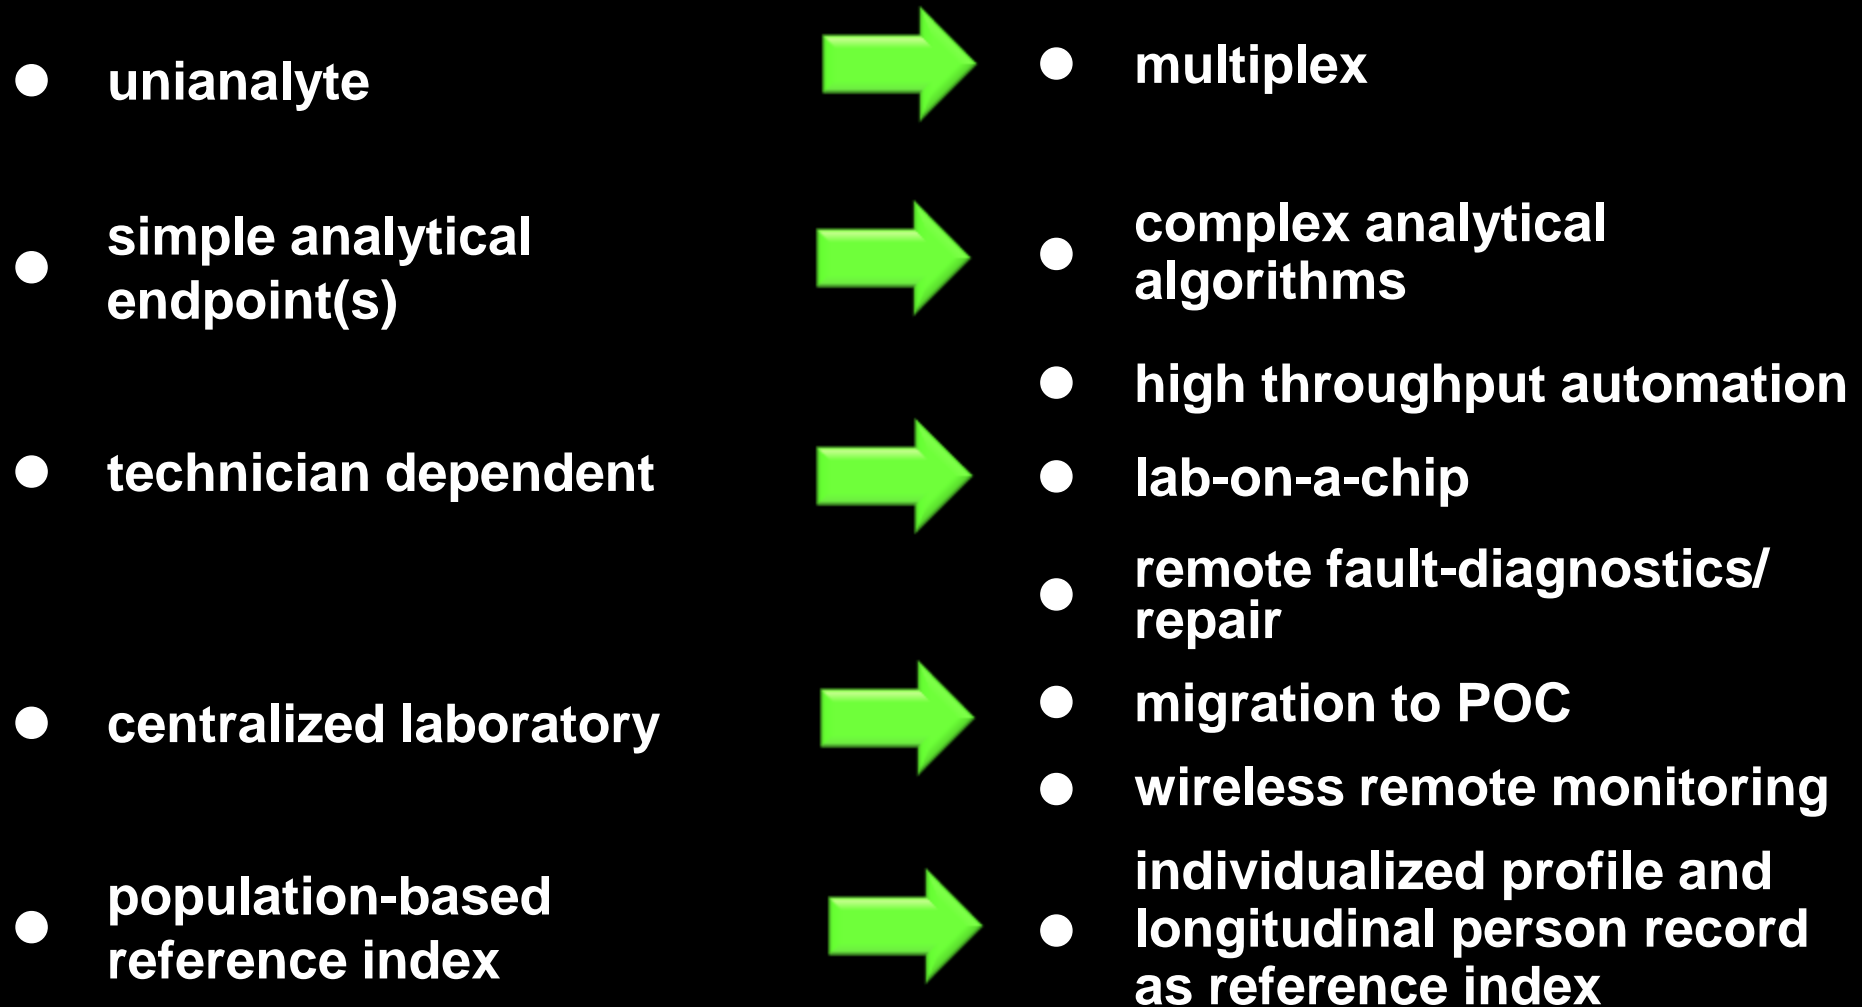 ● unianalyte
● multiplex
● simple analytical
endpoint(s)
● complex analytical
algorithms
● high throughput automation
● technician dependent
● lab-on-a-chip
● remote fault-diagnostics/
repair
● centralized laboratory
● migration to POC
● wireless remote monitoring
● population-based
reference index
● individualized profile and
longitudinal person record
as reference index